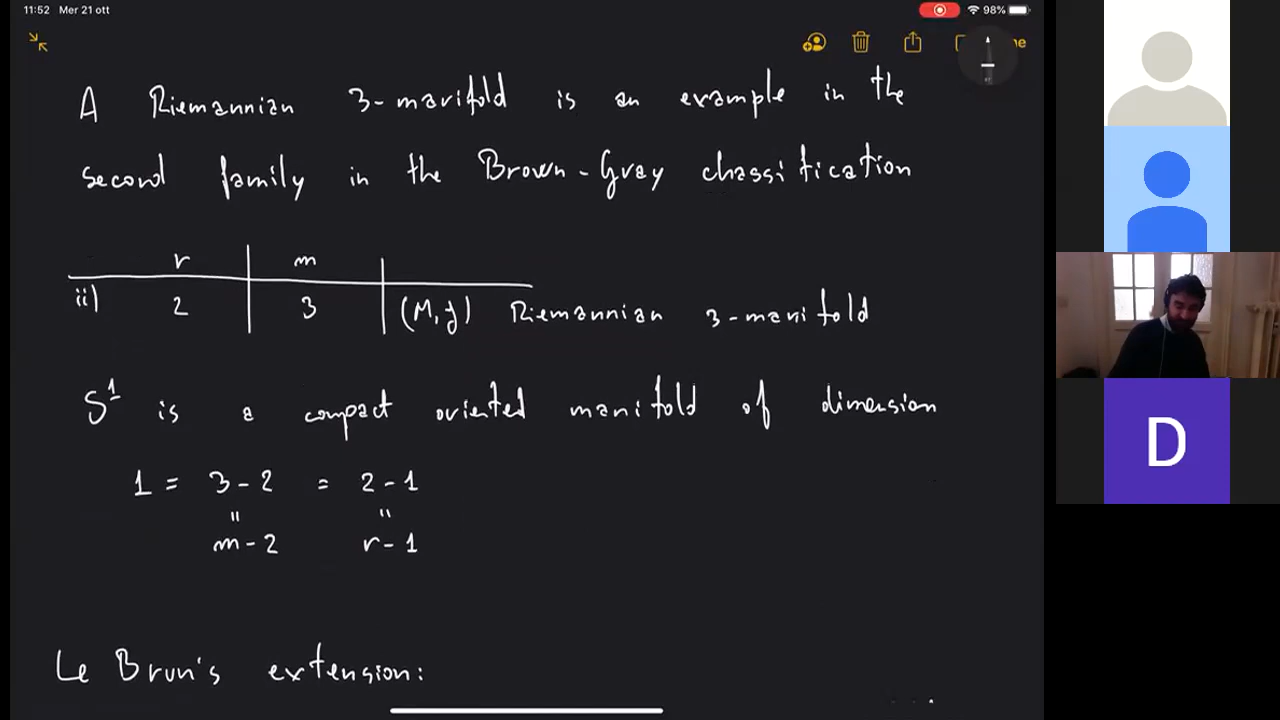 11:52 Mer 21 ott 98%
A Riemannian 3-manifold is an example in the
second family in the Brown-Gray classification
r m
ii) 2 3 (M, g) Riemannian 3-manifold
S¹ is a compact oriented manifold of dimension
1 = 3-2 = 2-1
" "
m-2 r-1
Le Brun's extension:
D